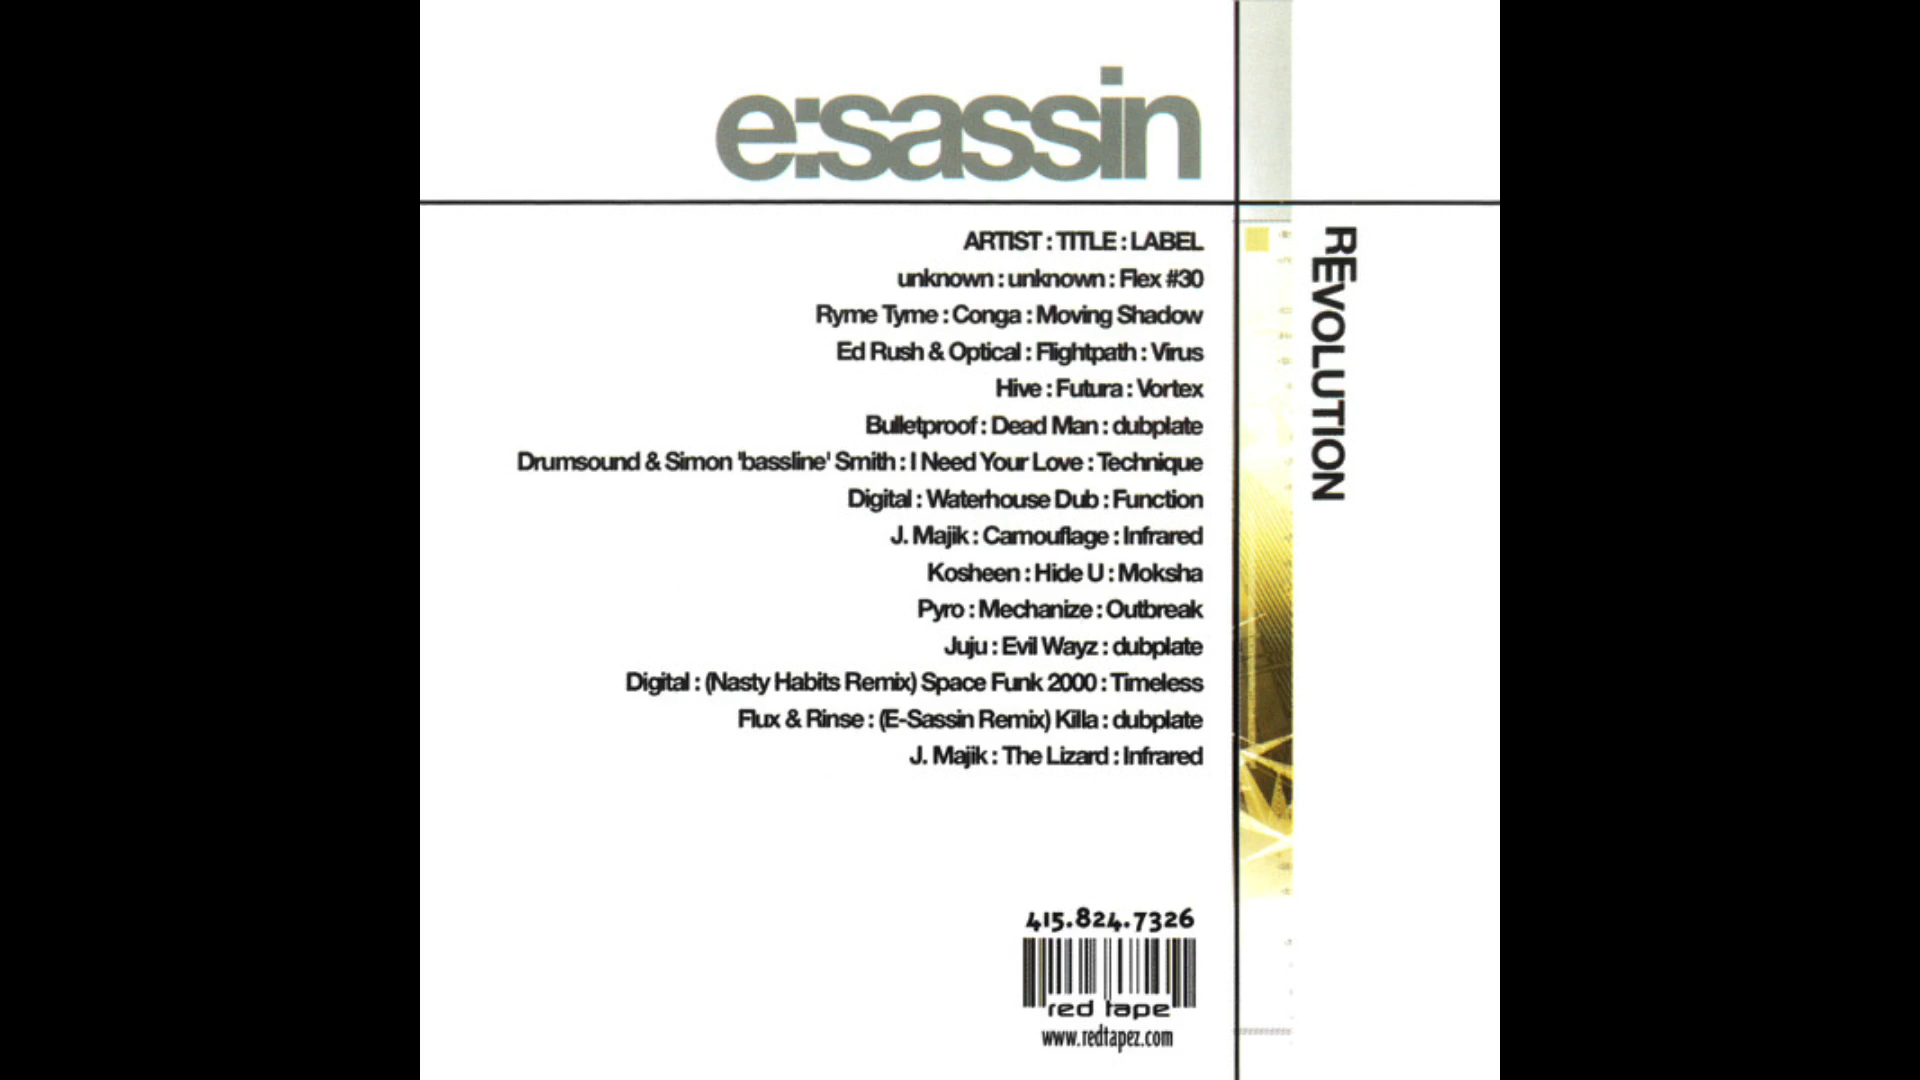 e:sassin
ARTIST : TITLE : LABEL
unknown : unknown : Flex #30
Ryme Tyme : Conga : Moving Shadow
Ed Rush & Optical : Flightpath : Virus
Hive : Futura : Vortex
Bulletproof : Dead Man : dubplate
Drumsound & Simon 'bassline' Smith : I Need Your Love : Technique
Digital : Waterhouse Dub : Function
J. Majik : Camouflage : Infrared
Kosheen : Hide U : Moksha
Pyro : Mechanize : Outbreak
Juju : Evil Wayz : dubplate
Digital : (Nasty Habits Remix) Space Funk 2000 : Timeless
Flux & Rinse : (E-Sassin Remix) Killa : dubplate
J. Majik : The Lizard : Infrared
REVOLUTION
415.824.7326
red tape
www.redtapez.com